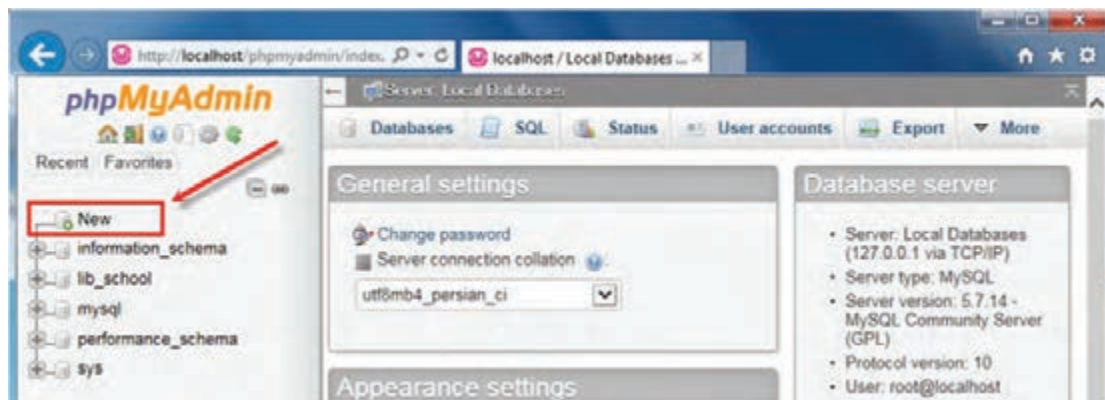 http://localhost/phpmyadmin/index.
localhost / Local Databases ...
phpMyAdmin
Recent Favorites
New
information_schema
lib_school
mysql
performance_schema
sys
Server: Local Databases
Databases SQL Status User accounts Export More
General settings
Change password
Server connection collation
utf8mb4_persian_ci
Appearance settings
Database server
• Server: Local Databases
(127.0.0.1 via TCP/IP)
• Server type: MySQL
• Server version: 5.7.14 -
MySQL Community Server
(GPL)
• Protocol version: 10
• User: root@localhost